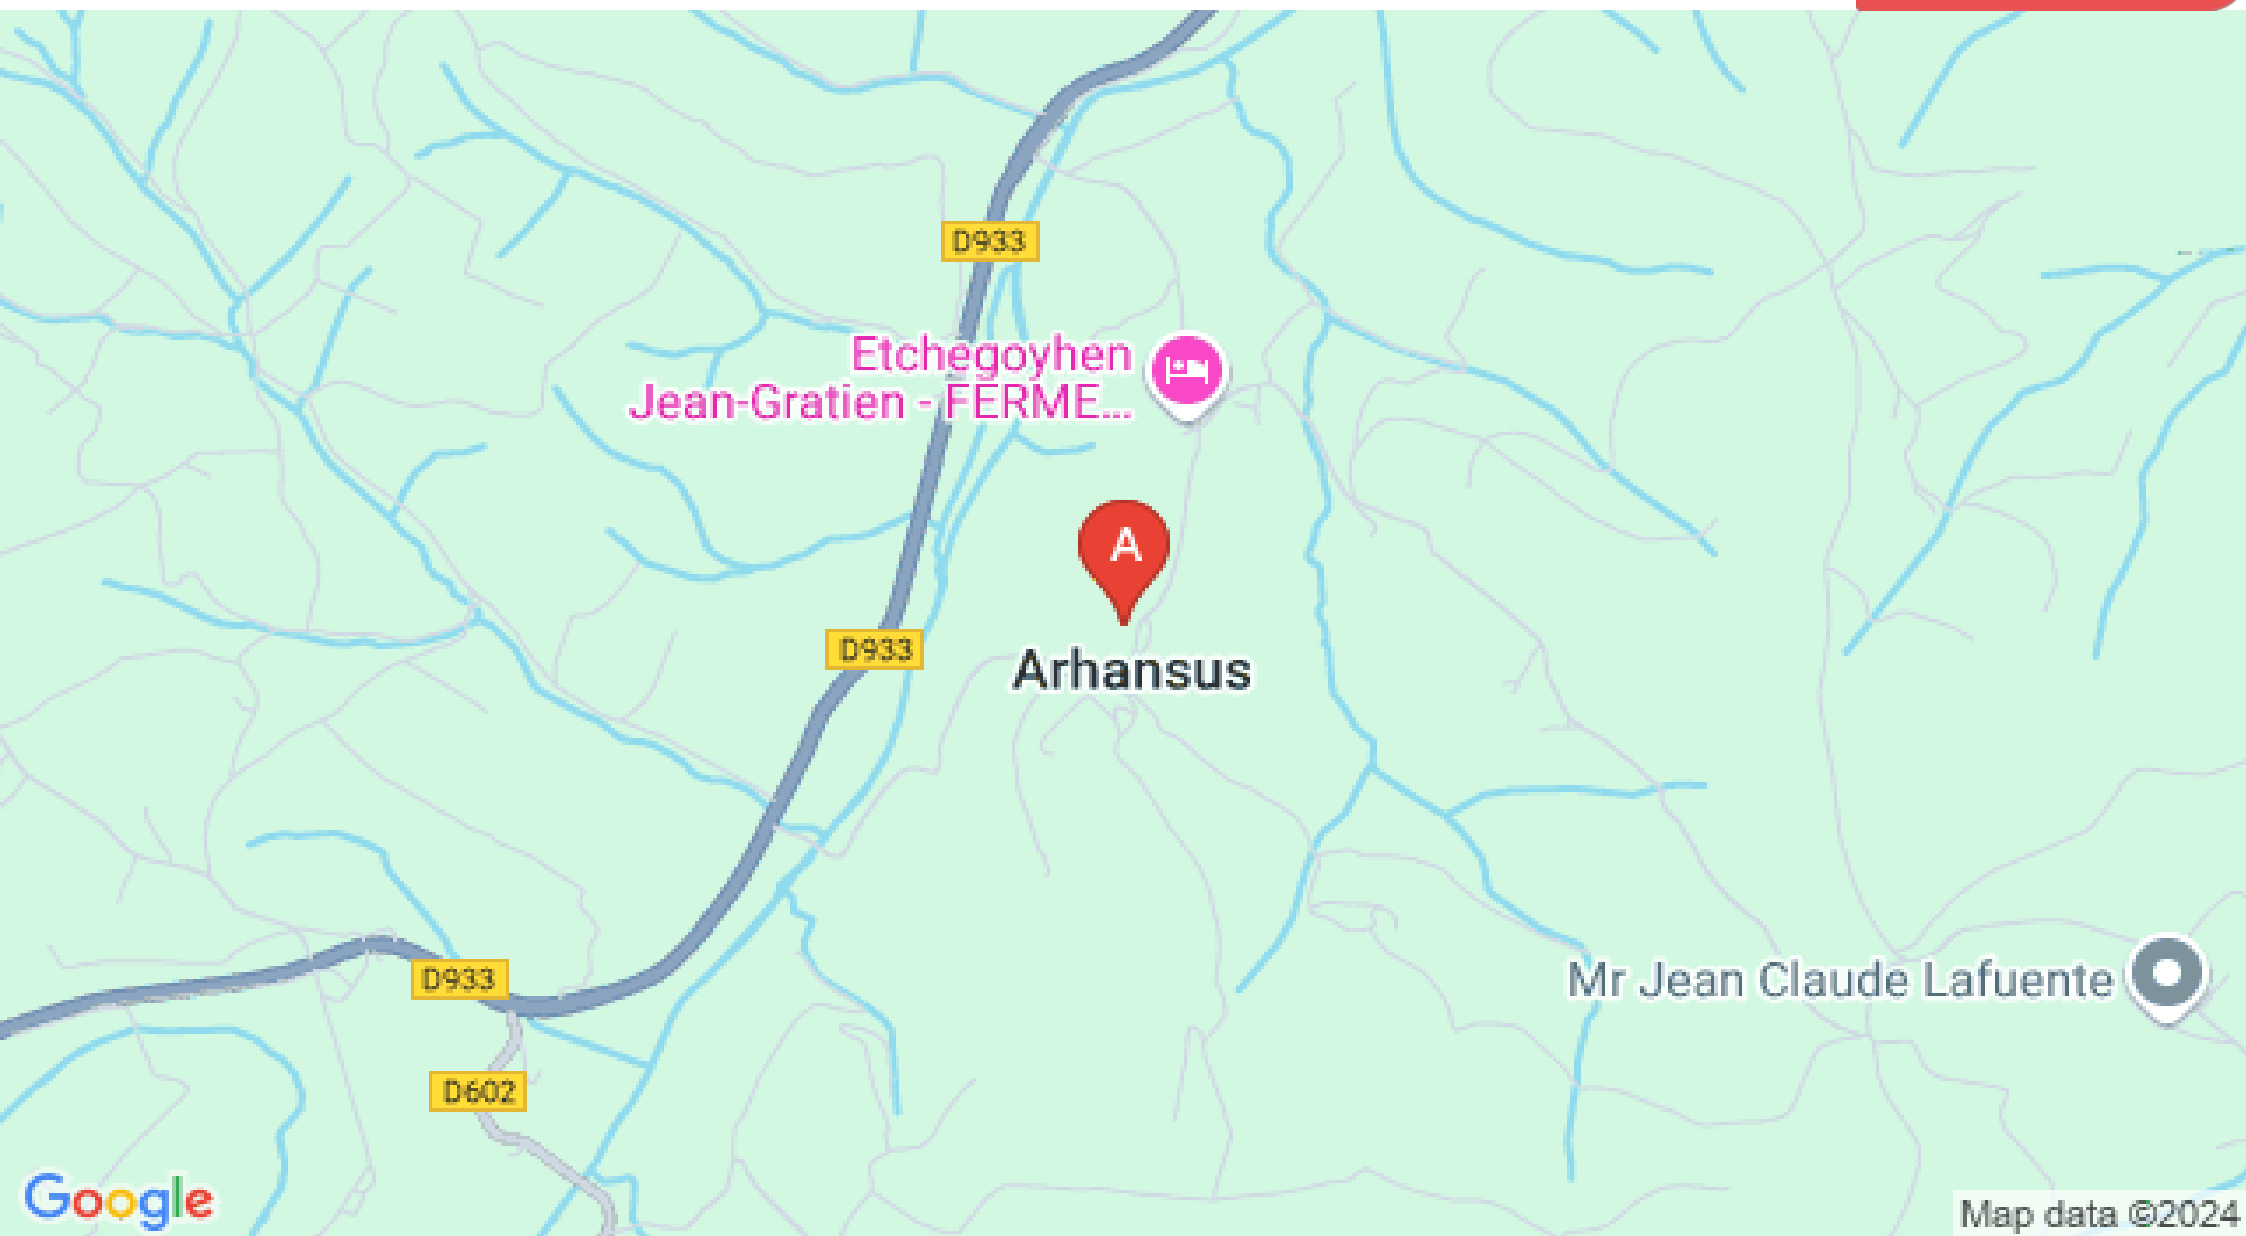 D933
Etchegoyhen
Jean-Gratien - FERME...
A
D933
Arhansus
D933
Mr Jean Claude Lafuente
D602
Google
Map data ©2024